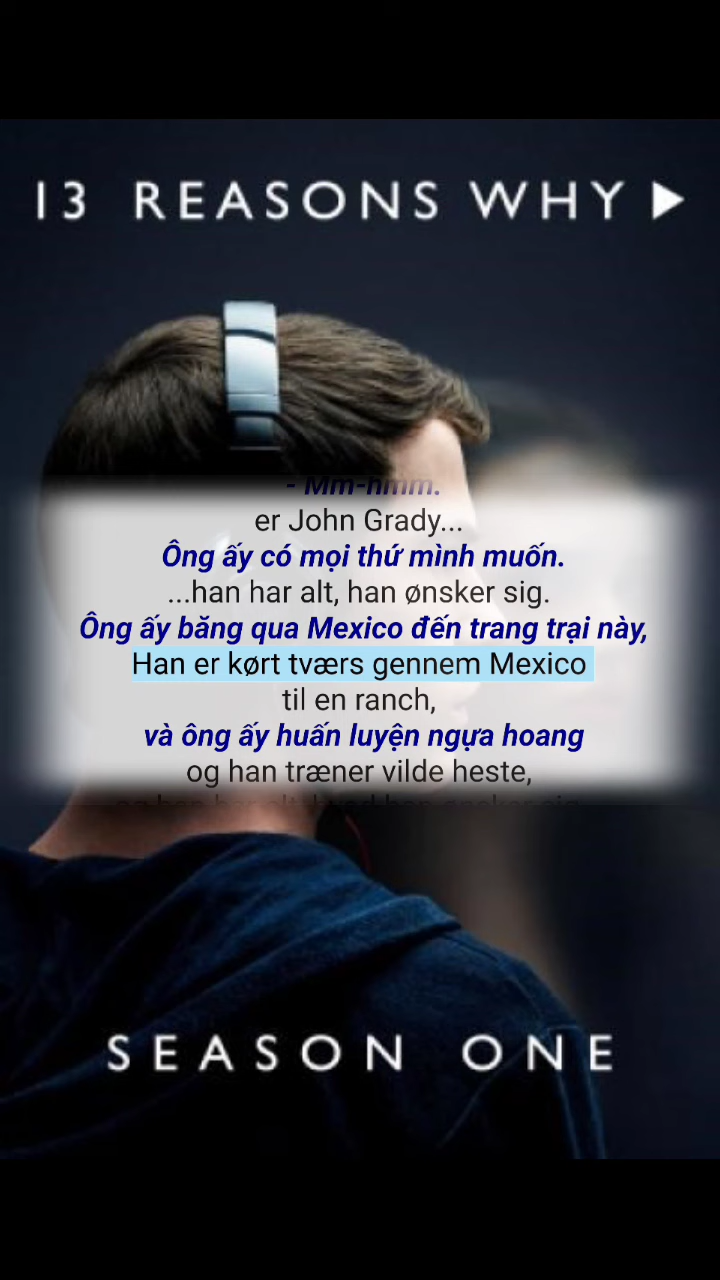 13 REASONS WHY
- Mm-hmm.
er John Grady...
Ông ấy có mọi thứ mình muốn.
...han har alt, han ønsker sig.
Ông ấy băng qua Mexico đến trang trại này,
Han er kørt tværs gennem Mexico
til en ranch,
và ông ấy huấn luyện ngựa hoang
og han træner vilde heste,
SEASON ONE